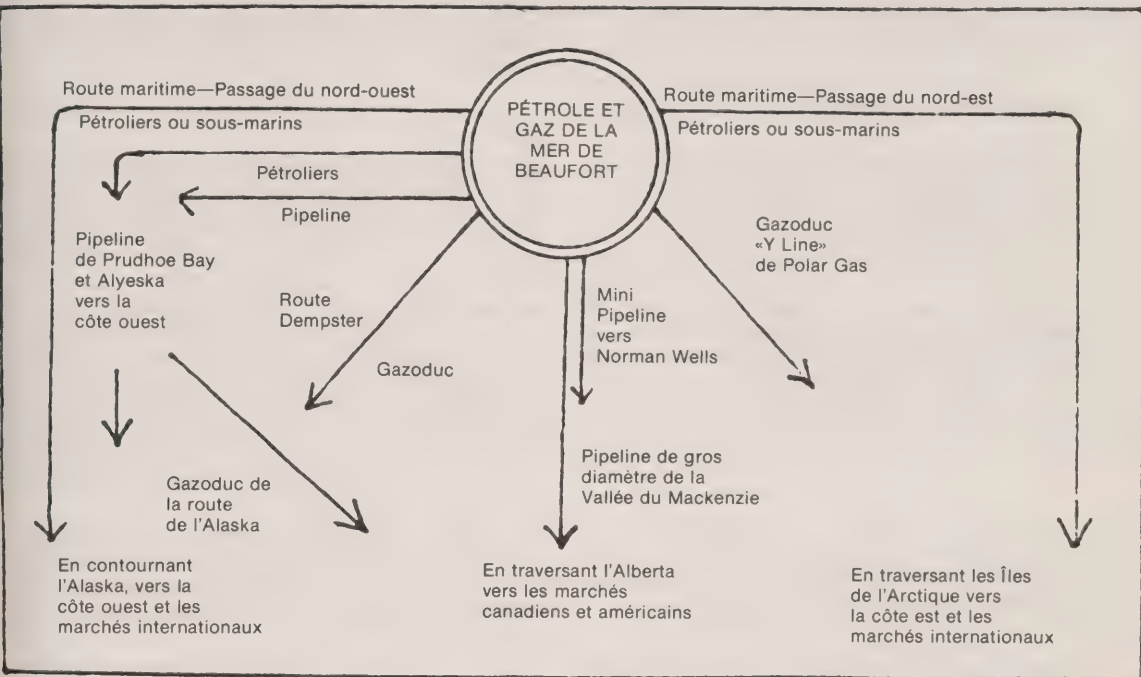 Route maritime—Passage du nord-ouest
Pétroliers ou sous-marins
Pétroliers
Pipeline
PÉTROLE ET
GAZ DE LA
MER DE
BEAUFORT
Route maritime—Passage du nord-est
Pétroliers ou sous-marins
Pipeline
de Prudhoe Bay
et Alyeska
vers la
côte ouest
Route
Dempster
Gazoduc
Mini
Pipeline
vers
Norman Wells
Gazoduc
«Y Line»
de Polar Gas
Gazoduc de
la route
de l'Alaska
Pipeline de gros
diamètre de la
Vallée du Mackenzie
En contournant
l'Alaska, vers la
côte ouest et les
marchés internationaux
En traversant l'Alberta
vers les marchés
canadiens et américains
En traversant les Îles
de l'Arctique vers
la côte est et les
marchés internationaux